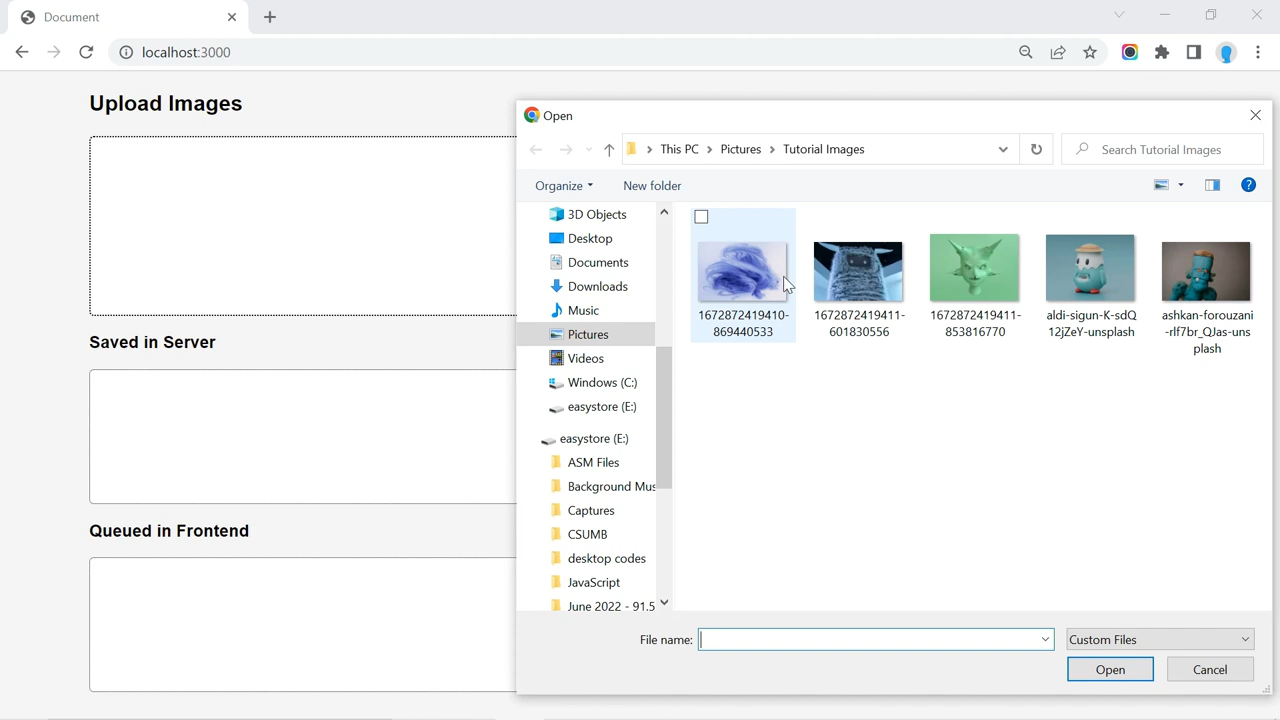 Document
localhost:3000
Upload Images
Saved in Server
Queued in Frontend
Open
This PC > Pictures > Tutorial Images
Search Tutorial Images
Organize
New folder
3D Objects
Desktop
Documents
Downloads
Music
Pictures
Videos
Windows (C:)
easystore (E:)
easystore (E:)
ASM Files
Background Mus
Captures
CSUMB
desktop codes
JavaScript
June 2022 - 91.5
1672872419410-
869440533
1672872419411-
601830556
1672872419411-
853816770
aldi-sigun-K-sdQ
12jZeY-unsplash
ashkan-forouzani
-rlf7br_QJas-uns
plash
File name:
Custom Files
Open
Cancel